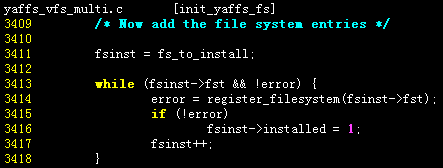 yaffs_vfs_multi.c    [init_yaffs_fs]
3409         /* Now add the file system entries */
3410
3411         fsinst = fs_to_install;
3412
3413         while (fsinst->fst && !error) {
3414                 error = register_filesystem(fsinst->fst);
3415                 if (!error)
3416                         fsinst->installed = 1;
3417                 fsinst++;
3418         }